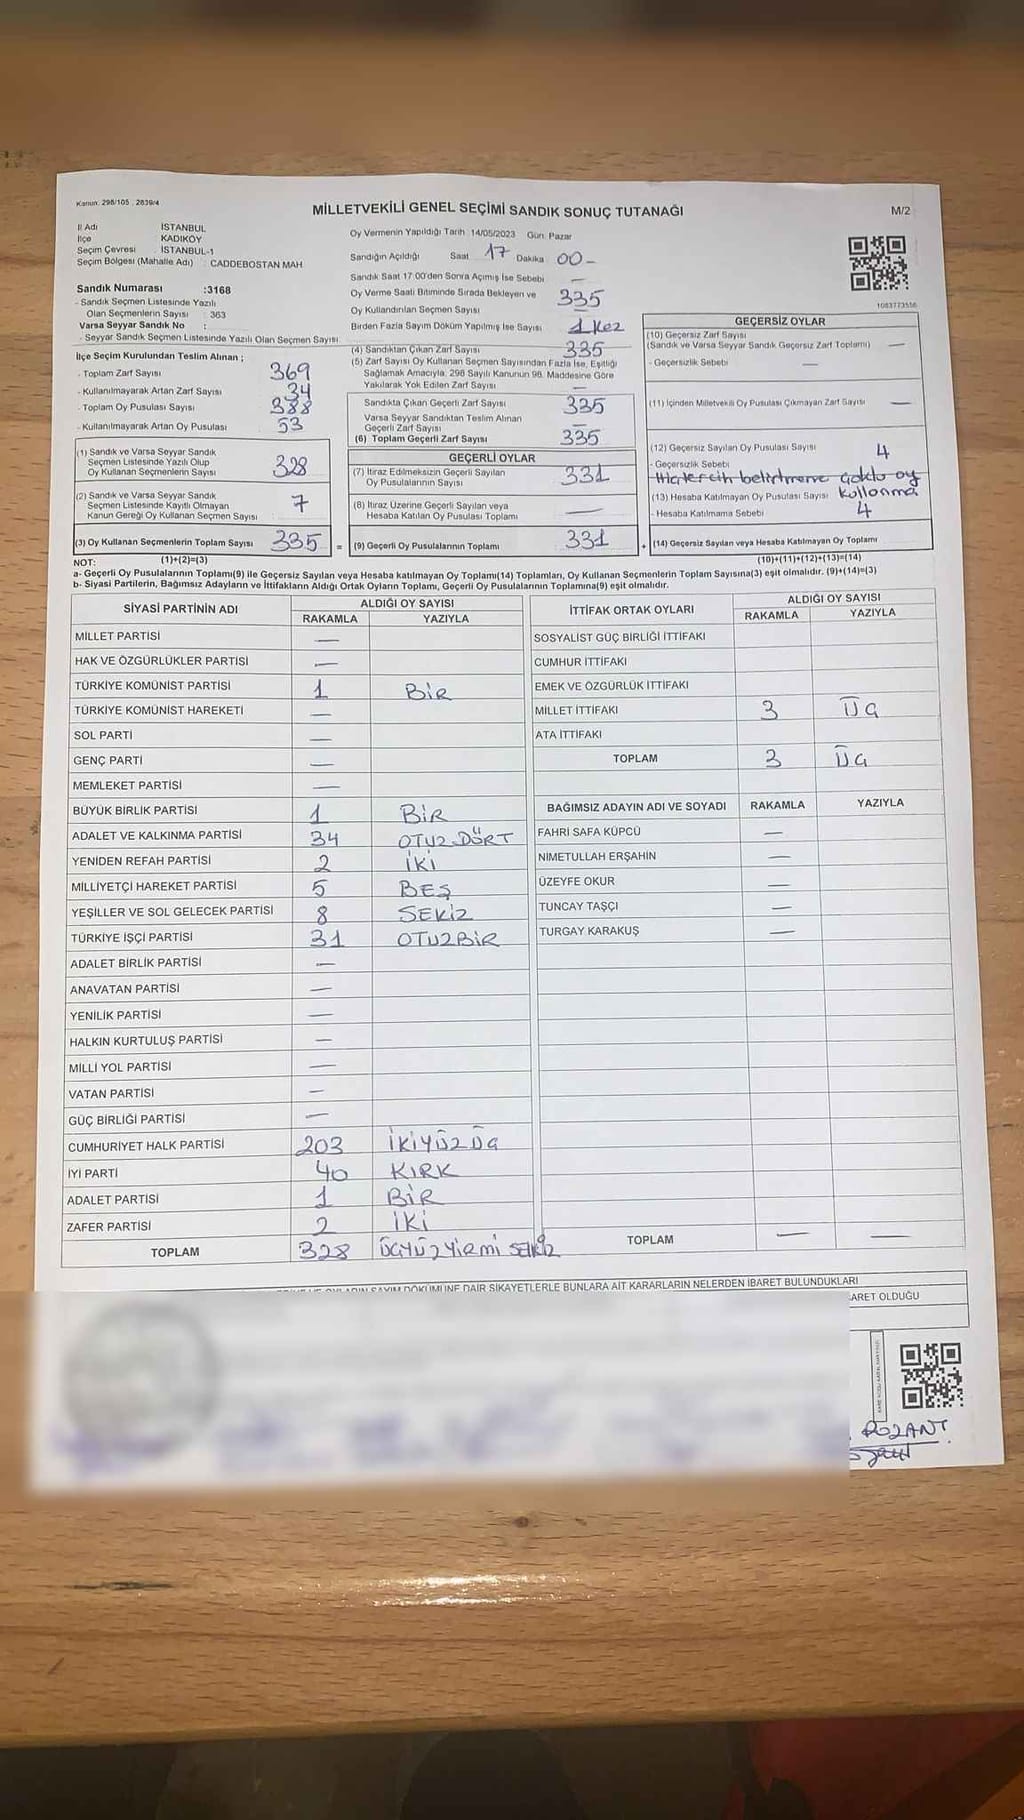 Kanun: 298/105 . 2839/4
MİLLETVEKİLİ GENEL SEÇİMİ SANDIK SONUÇ TUTANAĞI
M/2
İl Adı İSTANBUL
İlçe KADIKÖY
Seçim Çevresi İSTANBUL-1
Seçim Bölgesi (Mahalle Adı) : CADDEBOSTAN MAH.
Sandık Numarası :3168
- Sandık Seçmen Listesinde Yazılı
Olan Seçmenlerin Sayısı : 363
Varsa Seyyar Sandık No :
- Seyyar Sandık Seçmen Listesinde Yazılı Olan Seçmen Sayısı
İlçe Seçim Kurulundan Teslim Alınan ;
- Toplam Zarf Sayısı 369
- Kullanılmayarak Artan Zarf Sayısı 34
- Toplam Oy Pusulası Sayısı 388
- Kullanılmayarak Artan Oy Pusulası 53
(1) Sandık ve Varsa Seyyar Sandık
Seçmen Listesinde Yazılı Olup
Oy Kullanan Seçmenlerin Sayısı 328
(2) Sandık ve Varsa Seyyar Sandık
Seçmen Listesinde Kayıtlı Olmayan
Kanun Gereği Oy Kullanan Seçmen Sayısı 7
(3) Oy Kullanan Seçmenlerin Toplam Sayısı 335 =
(1)+(2)=(3)
Oy Vermenin Yapıldığı Tarih 14/05/2023 Gün: Pazar
Sandığın Açıldığı Saat 17 Dakika 00-
Sandık Saat 17:00'den Sonra Açımış İse Sebebi —
Oy Verme Saati Bitiminde Sırada Bekleyen ve
Oy Kullandırılan Seçmen Sayısı 335
Birden Fazla Sayım Döküm Yapılmış İse Sayısı 1 kez
(4) Sandıktan Çıkan Zarf Sayısı 335
(5) Zarf Sayısı Oy Kullanan Seçmen Sayısından Fazla İse, Eşitliği
Sağlamak Amacıyla, 298 Sayılı Kanunun 98. Maddesine Göre
Yakılarak Yok Edilen Zarf Sayısı —
Sandıkta Çıkan Geçerli Zarf Sayısı 335
Varsa Seyyar Sandıktan Teslim Alınan
Geçerli Zarf Sayısı —
(6) Toplam Geçerli Zarf Sayısı 335
GEÇERLİ OYLAR
(7) İtiraz Edilmeksizin Geçerli Sayılan
Oy Pusulalarının Sayısı 331
(8) İtiraz Üzerine Geçerli Sayılan veya
Hesaba Katılan Oy Pusulası Toplamı —
(9) Geçerli Oy Pusulalarının Toplamı 331 +
1083773556
GEÇERSİZ OYLAR
(10) Geçersiz Zarf Sayısı
(Sandık ve Varsa Seyyar Sandık Geçersiz Zarf Toplamı) —
- Geçersizlik Sebebi —
(11) İçinden Milletvekili Oy Pusulası Çıkmayan Zarf Sayısı —
(12) Geçersiz Sayılan Oy Pusulası Sayısı 4
- Geçersizlik Sebebi
belirtmeme çoklu oy
(13) Hesaba Katılmayan Oy Pusulası Sayısı kullanma
- Hesaba Katılmama Sebebi 4
(14) Geçersiz Sayılan veya Hesaba Katılmayan Oy Toplamı
(10)+(11)+(12)+(13)=(14)
NOT:
a- Geçerli Oy Pusulalarının Toplamı(9) ile Geçersiz Sayılan veya Hesaba katılmayan Oy Toplamı(14) Toplamları, Oy Kullanan Seçmenlerin Toplam Sayısına(3) eşit olmalıdır. (9)+(14)=(3)
b- Siyasi Partilerin, Bağımsız Adayların ve İttifakların Aldığı Ortak Oyların Toplamı, Geçerli Oy Pusulalarının Toplamına(9) eşit olmalıdır.
SİYASİ PARTİNİN ADI ALDIĞI OY SAYISI
RAKAMLA YAZIYLA
MİLLET PARTİSİ —
HAK VE ÖZGÜRLÜKLER PARTİSİ —
TÜRKİYE KOMÜNİST PARTİSİ 1 BİR
TÜRKİYE KOMÜNİST HAREKETİ —
SOL PARTİ —
GENÇ PARTİ —
MEMLEKET PARTİSİ —
BÜYÜK BİRLİK PARTİSİ 1 BİR
ADALET VE KALKINMA PARTİSİ 34 OTUZ DÖRT
YENİDEN REFAH PARTİSİ 2 İKİ
MİLLİYETÇİ HAREKET PARTİSİ 5 BEŞ
YEŞİLLER VE SOL GELECEK PARTİSİ 8 SEKİZ
TÜRKİYE İŞÇİ PARTİSİ 31 OTUZBİR
ADALET BİRLİK PARTİSİ —
ANAVATAN PARTİSİ —
YENİLİK PARTİSİ —
HALKIN KURTULUŞ PARTİSİ —
MİLLİ YOL PARTİSİ —
VATAN PARTİSİ —
GÜÇ BİRLİĞİ PARTİSİ —
CUMHURİYET HALK PARTİSİ 203 İKİYÜZ ÜÇ
İYİ PARTİ 40 KIRK
ADALET PARTİSİ 1 BİR
ZAFER PARTİSİ 2 İKİ
TOPLAM 328 ÜÇYÜZYİRMİ SEKİZ
İTTİFAK ORTAK OYLARI ALDIĞI OY SAYISI
RAKAMLA YAZIYLA
SOSYALİST GÜÇ BİRLİĞİ İTTİFAKI
CUMHUR İTTİFAKI
EMEK VE ÖZGÜRLÜK İTTİFAKI
MİLLET İTTİFAKI 3 ÜÇ
ATA İTTİFAKI
TOPLAM 3 ÜÇ
BAĞIMSIZ ADAYIN ADI VE SOYADI RAKAMLA YAZIYLA
FAHRİ SAFA KÜPCÜ —
NİMETULLAH ERŞAHİN —
ÜZEYFE OKUR —
TUNCAY TAŞÇI —
TURGAY KARAKUŞ —
TOPLAM — —
SAYIM DÖKÜMÜNE DAİR ŞİKAYETLERLE BUNLARA AİT KARARLARIN NELERDEN İBARET BULUNDUKLARI
ARET OLDUĞU
POZANT